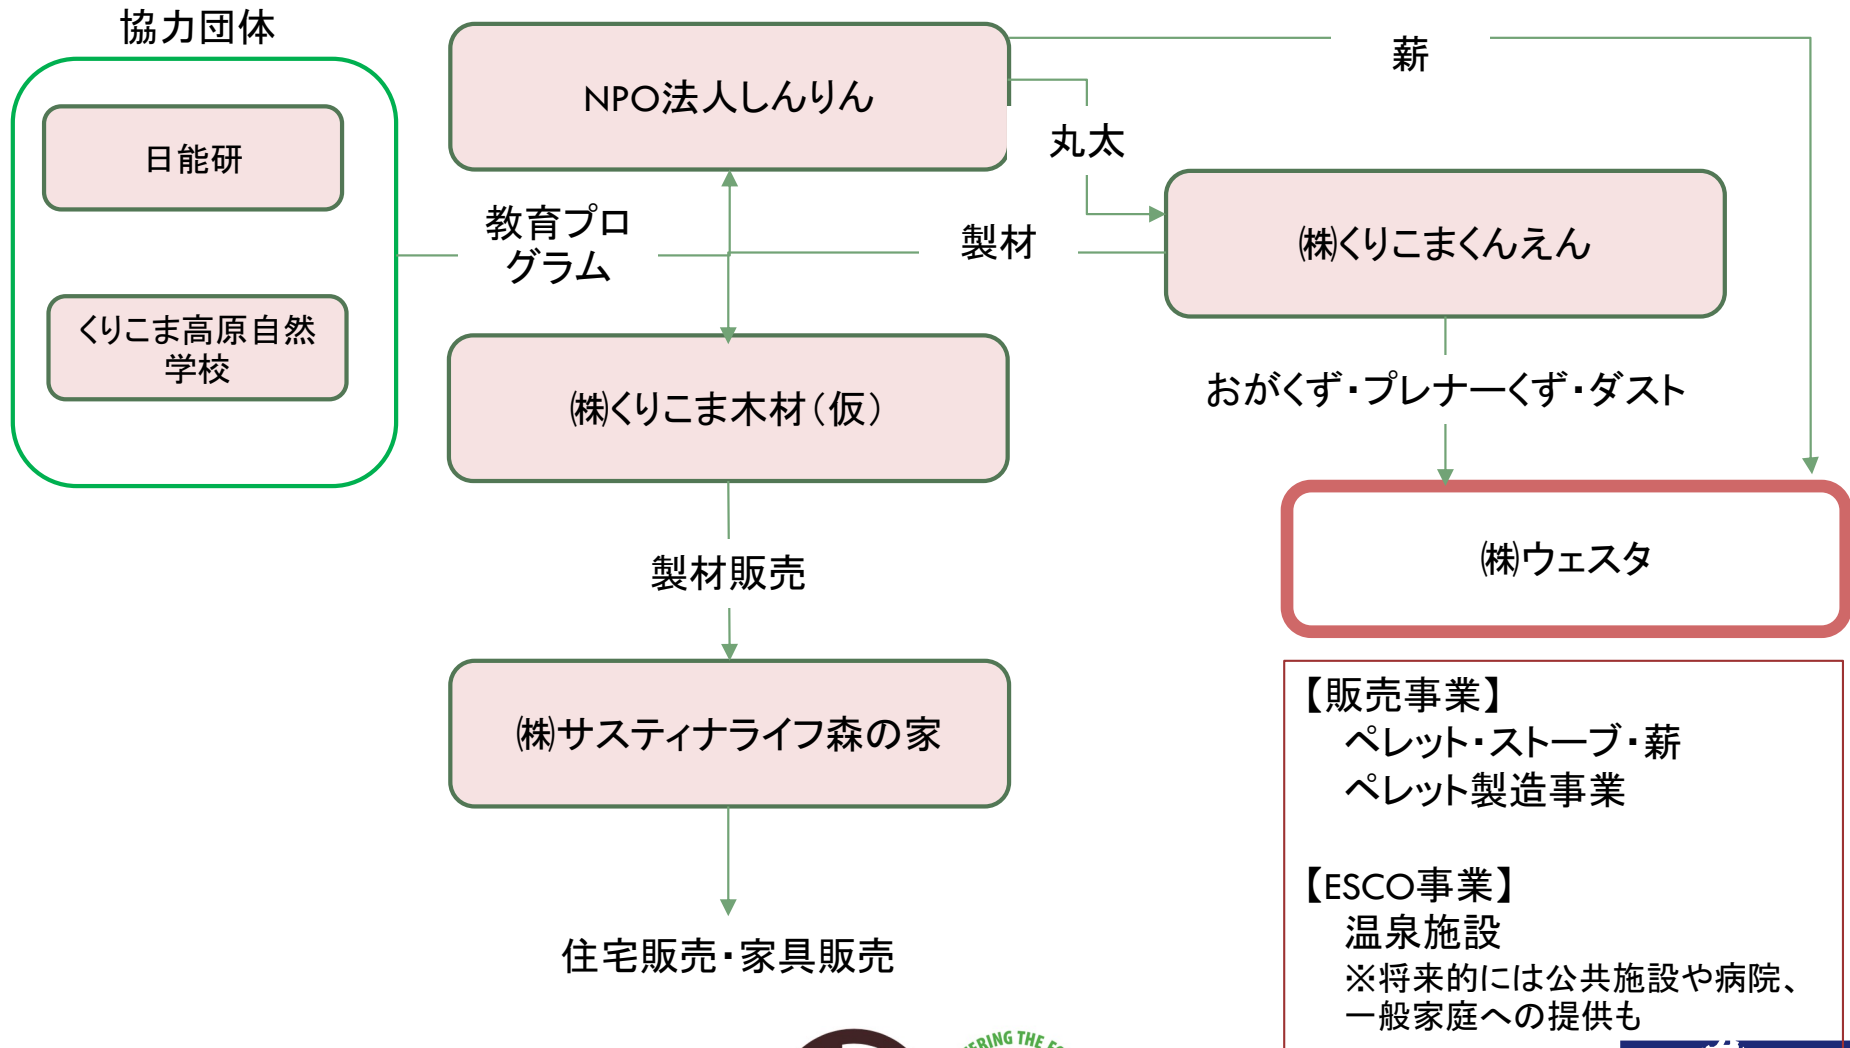 協力団体
日能研
くりこま高原自然
学校
NPO法人しんりん
薪
丸太
教育プロ
グラム
製材
㈱くりこまくんえん
㈱くりこま木材（仮）
おがくず・プレナーくず・ダスト
製材販売
㈱ウェスタ
㈱サスティナライフ森の家
住宅販売・家具販売
【販売事業】
ペレット・ストーブ・薪
ペレット製造事業
【ESCO事業】
温泉施設
※将来的には公共施設や病院、
一般家庭への提供も
THE